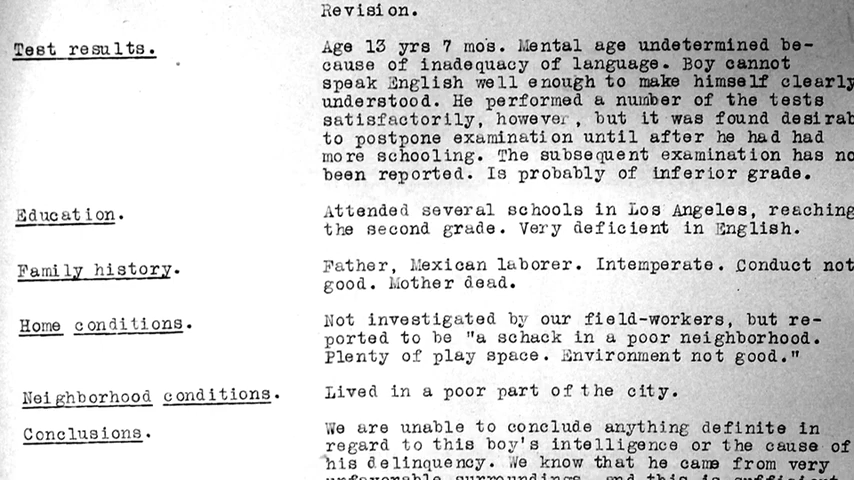 Revision.
Test results. Age 13 yrs 7 mos. Mental age undetermined be-
cause of inadequacy of language. Boy cannot
speak English well enough to make himself clearly
understood. He performed a number of the tests
satisfactorily, however, but it was found desirab
to postpone examination until after he had had
more schooling. The subsequent examination has no
been reported. Is probably of inferior grade.
Education. Attended several schools in Los Angeles, reaching
the second grade. Very deficient in English.
Family history. Father, Mexican laborer. Intemperate. Conduct not
good. Mother dead.
Home conditions. Not investigated by our field-workers, but re-
ported to be "a schack in a poor neighborhood.
Plenty of play space. Environment not good."
Neighborhood conditions. Lived in a poor part of the city.
Conclusions. We are unable to conclude anything definite in
regard to this boy's intelligence or the cause of
his delinquency. We know that he came from very
unfavorable surroundings, and this is sufficient